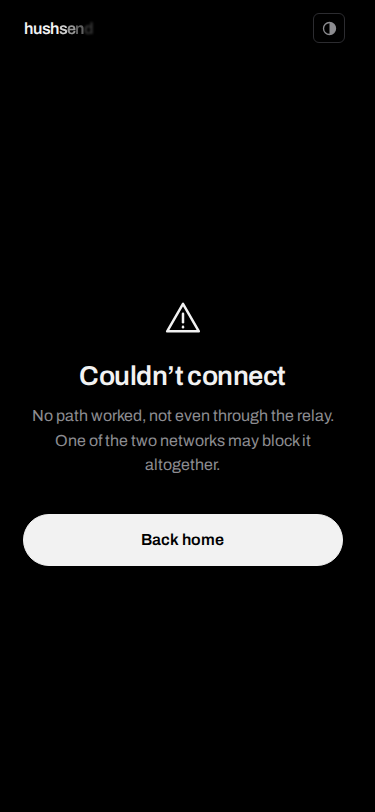 hushsend
Couldn’t connect
No path worked, not even through the relay.
One of the two networks may block it
altogether.
Back home